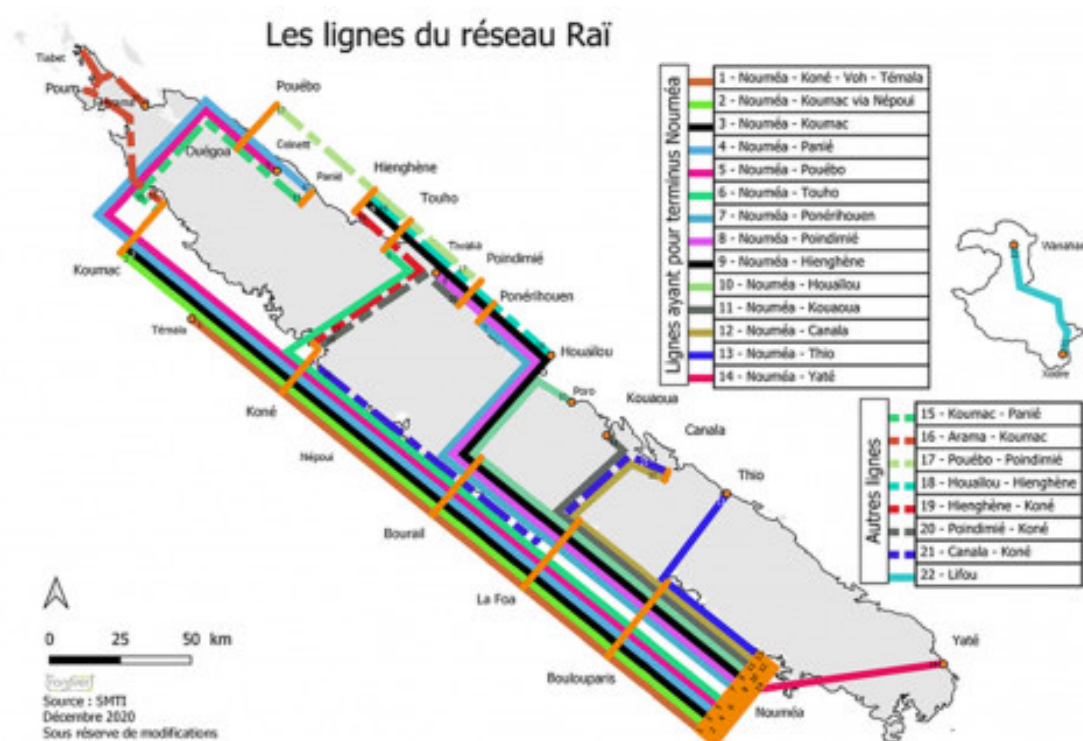 Les lignes du réseau Raï
Tiabet
Poum
Arama
Pouébo
Ouégoa
Colnett
Panié
Hienghène
Touho
Tiwaka
Poindimié
Ponérihouen
Koumac
Témala
Houaïlou
Poro
Kouaoua
Koné
Canala
Népoui
Thio
Bourail
La Foa
Boulouparis
Nouméa
Yaté
Lignes ayant pour terminus Nouméa
1 - Nouméa - Koné - Voh - Témala
2 - Nouméa - Koumac via Népoui
3 - Nouméa - Koumac
4 - Nouméa - Panié
5 - Nouméa - Pouébo
6 - Nouméa - Touho
7 - Nouméa - Ponérihouen
8 - Nouméa - Poindimié
9 - Nouméa - Hienghène
10 - Nouméa - Houaïlou
11 - Nouméa - Kouaoua
12 - Nouméa - Canala
13 - Nouméa - Thio
14 - Nouméa - Yaté
Autres lignes
15 - Koumac - Panié
16 - Arama - Koumac
17 - Pouébo - Poindimié
18 - Houaïlou - Hienghène
19 - Hienghène - Koné
20 - Poindimié - Koné
21 - Canala - Koné
22 - Lifou
Wanaham
Xodre
0 25 50 km
Source : SMTI
Décembre 2020
Sous réserve de modifications